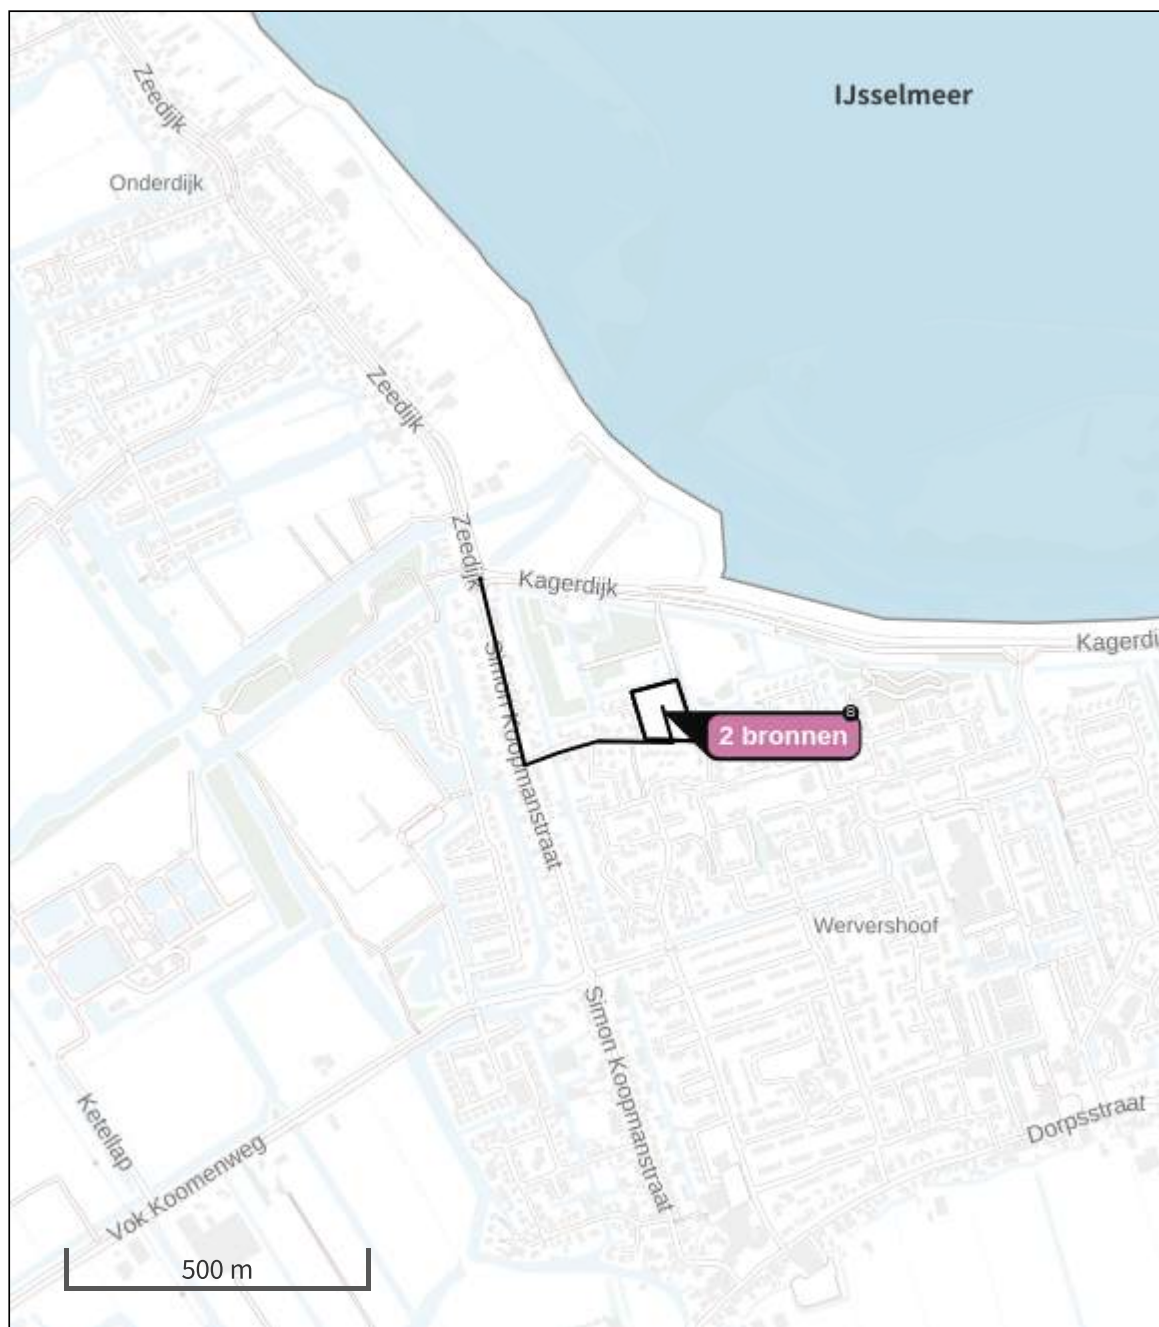 IJsselmeer
Zeedijk
Onderdijk
Zeedijk
Zeedijk
Kagerdijk
Kagerdi
Simon Koopmanstraat
8
2 bronnen
Wervershoof
Simon Koopmanstraat
Ketellap
Dorpsstraat
Vok Koomenweg
500 m